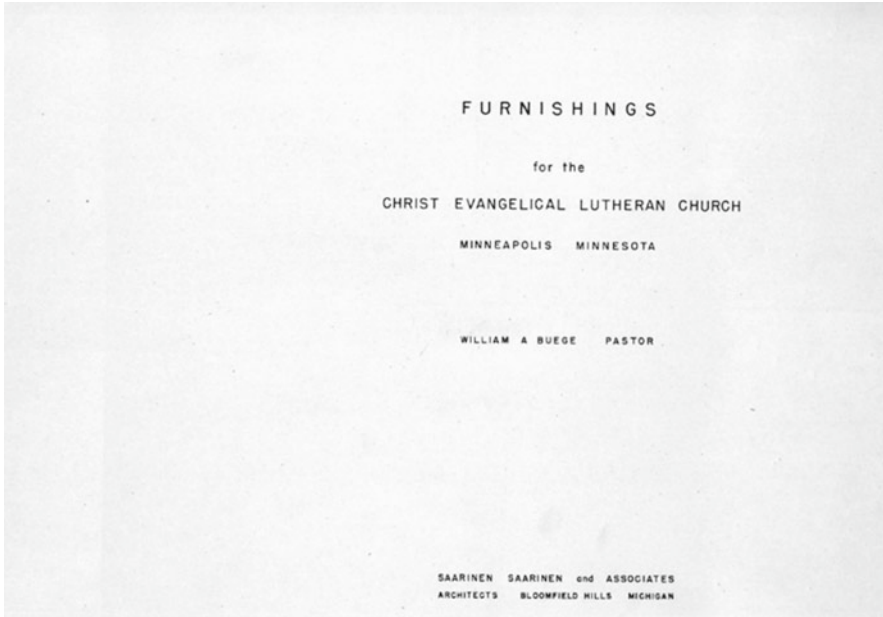 FURNISHINGS
for the
CHRIST EVANGELICAL LUTHERAN CHURCH
MINNEAPOLIS MINNESOTA
WILLIAM A BUEGE PASTOR
SAARINEN SAARINEN and ASSOCIATES
ARCHITECTS BLOOMFIELD HILLS MICHIGAN